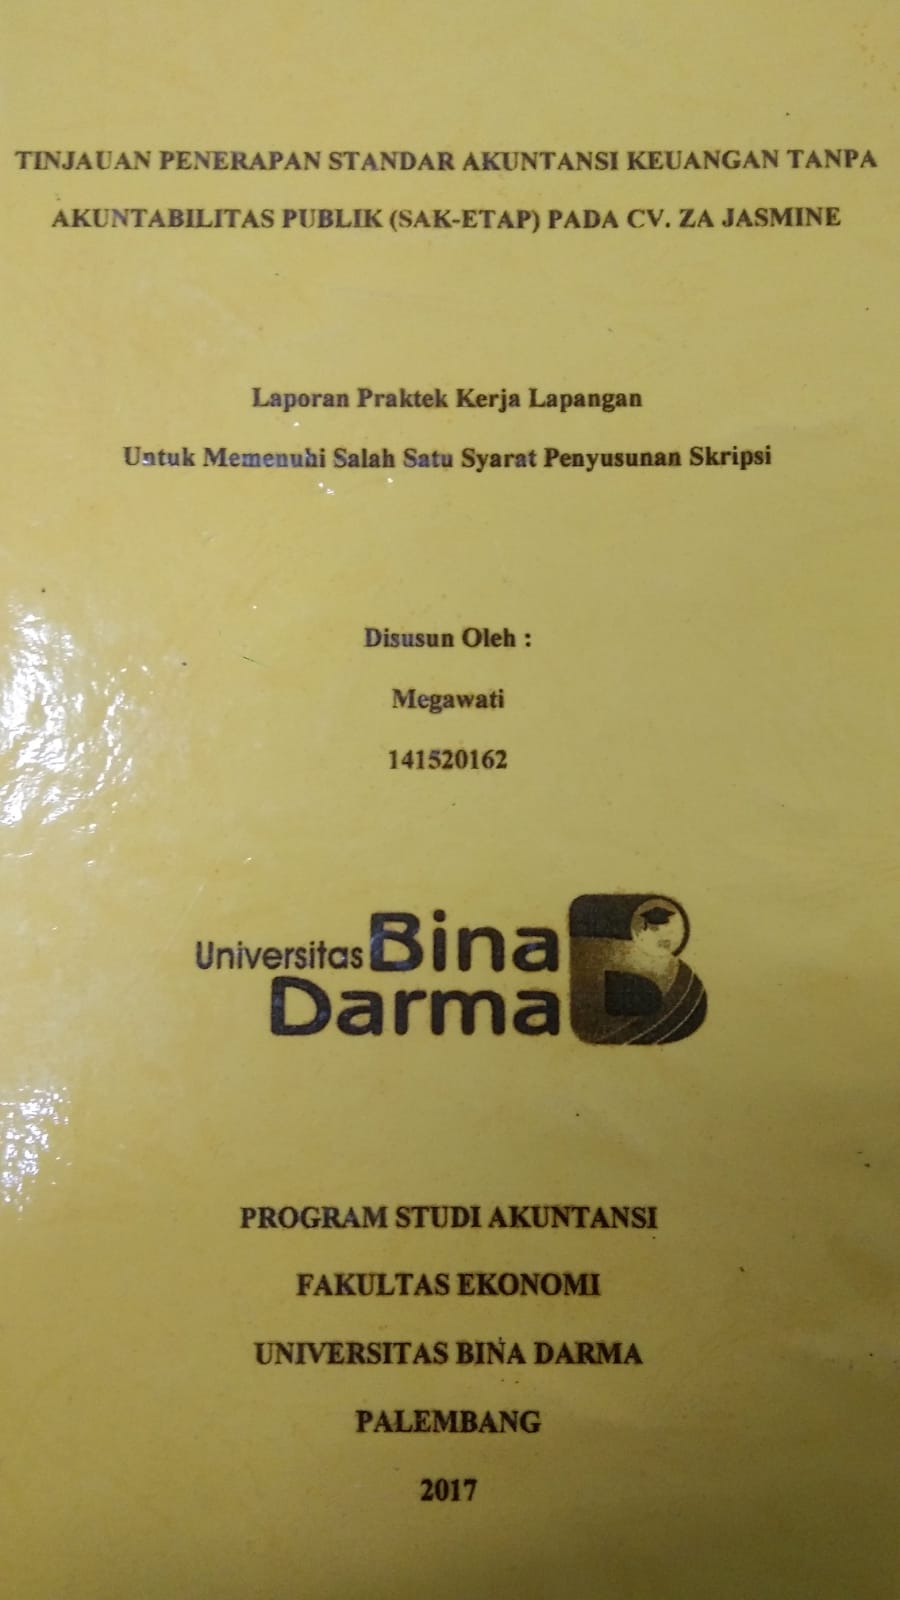 TINJAUAN PENERAPAN STANDAR AKUNTANSI KEUANGAN TANPA
AKUNTABILITAS PUBLIK (SAK-ETAP) PADA CV. ZA JASMINE
Laporan Praktek Kerja Lapangan
Untuk Memenuhi Salah Satu Syarat Penyusunan Skripsi
Disusun Oleh :
Megawati
141520162
Universitas Bina
Darma
PROGRAM STUDI AKUNTANSI
FAKULTAS EKONOMI
UNIVERSITAS BINA DARMA
PALEMBANG
2017